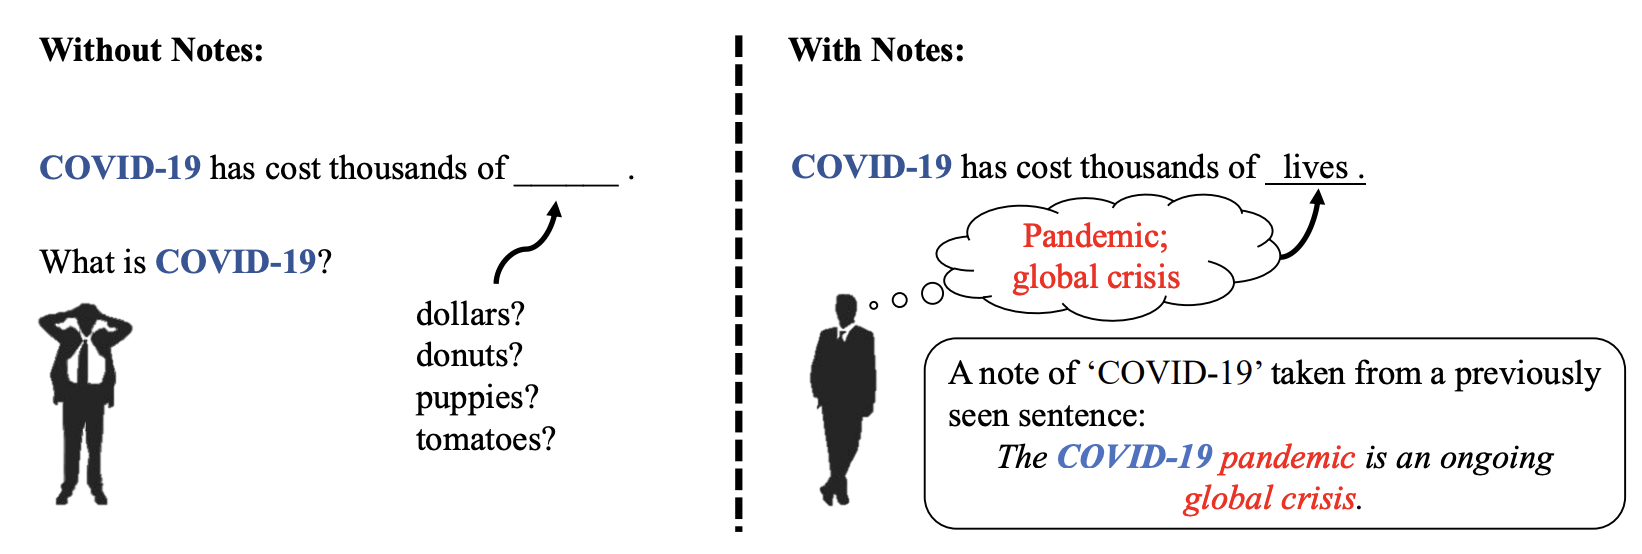 Without Notes:
COVID-19 has cost thousands of ______ .
What is COVID-19?
dollars?
donuts?
puppies?
tomatoes?
With Notes:
COVID-19 has cost thousands of lives .
Pandemic;
global crisis
A note of ‘COVID-19’ taken from a previously
seen sentence:
The COVID-19 pandemic is an ongoing
global crisis.